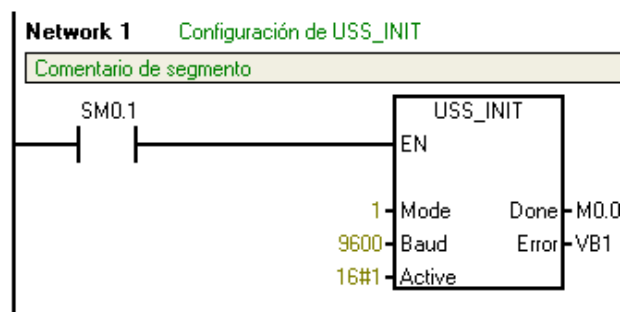 Network 1 Configuración de USS_INIT
Comentario de segmento
SM0.1
USS_INIT
EN
1 Mode Done M0.0
9600 Baud Error VB1
16#1 Active